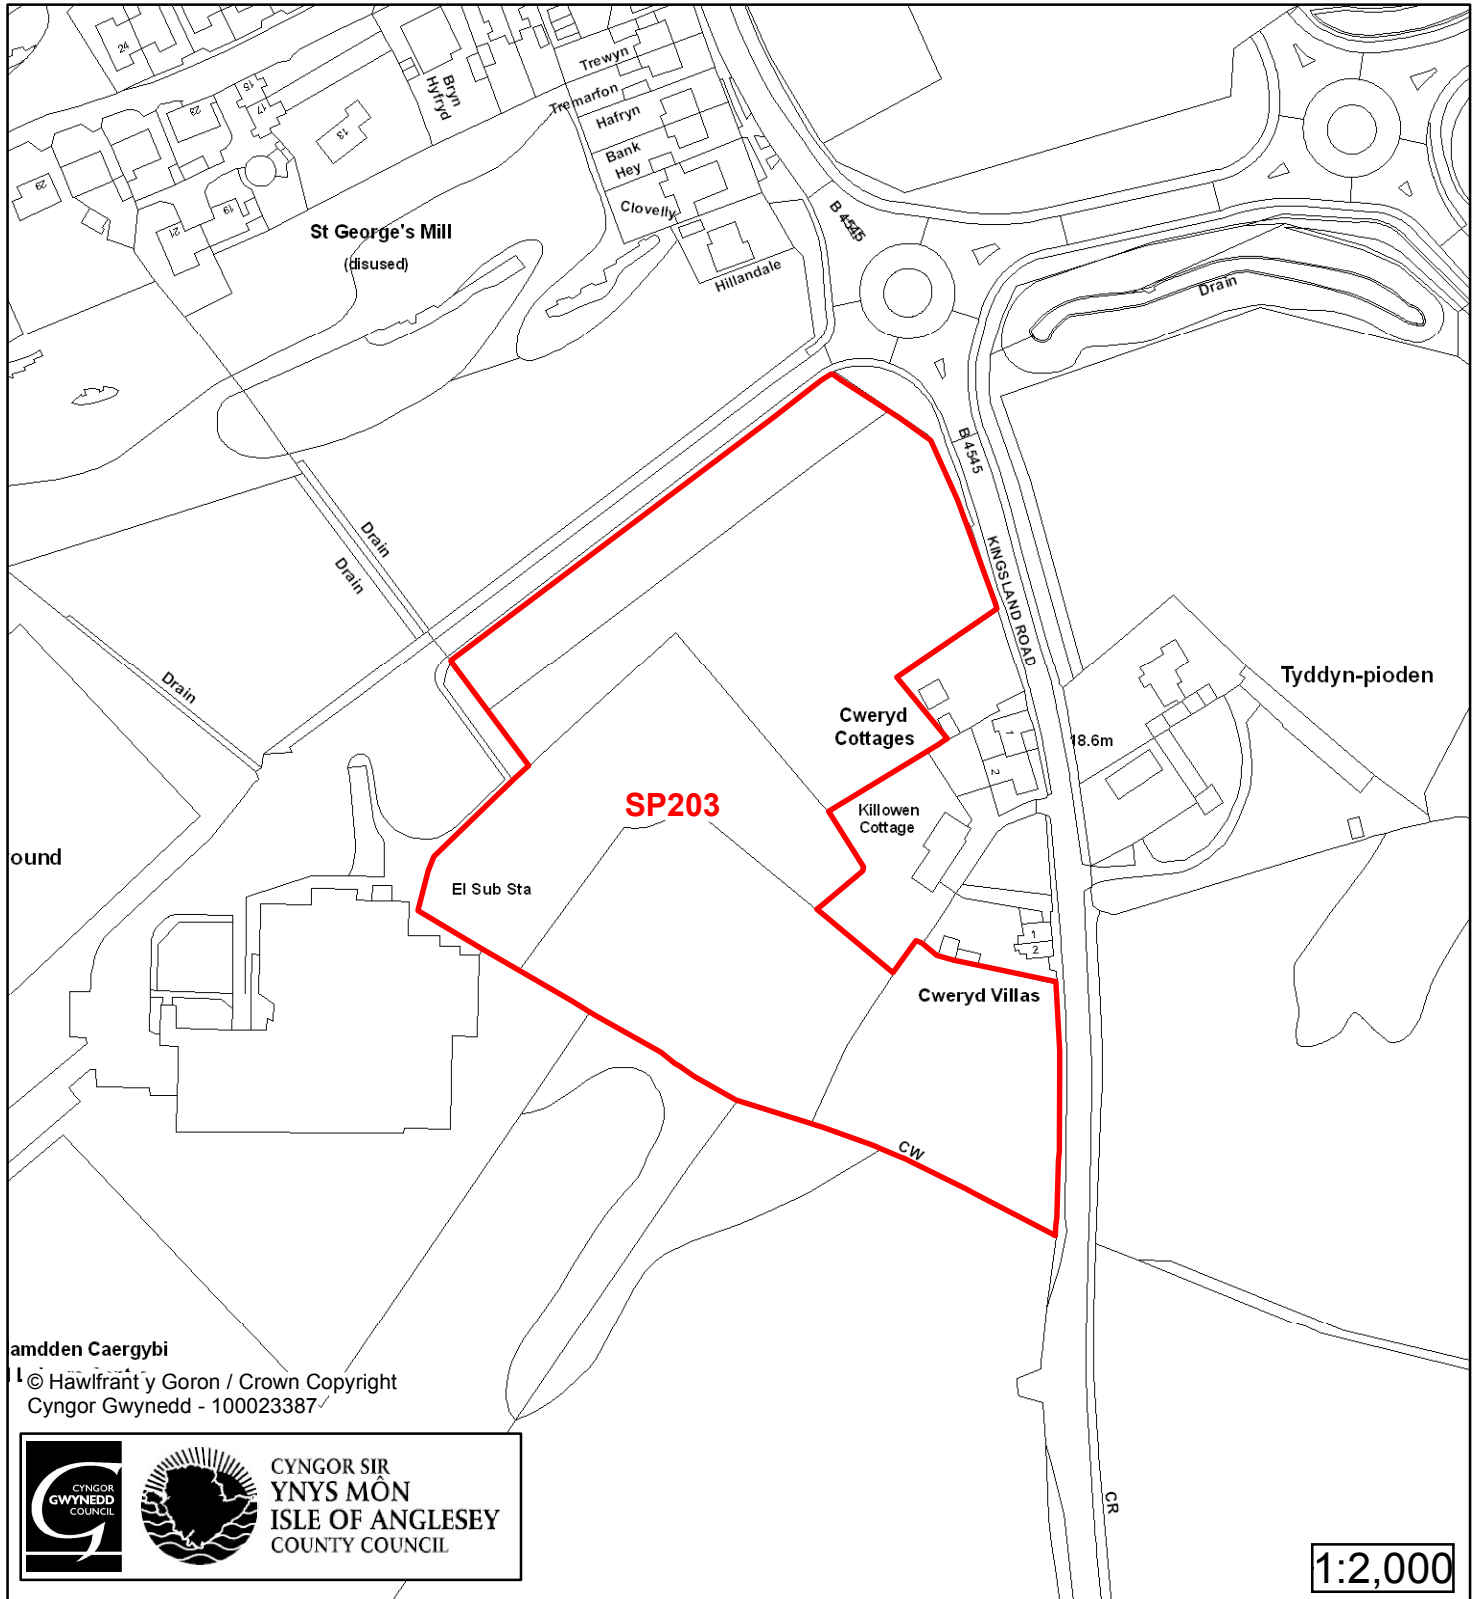 24
Bryn
Hyfryd
Trewyn
Tremarfon
Hafryn
Bank
Hey
Clovelly
Hillandale
15
17
23
13
29
19
21
St George's Mill
(disused)
B 4545
Drain
B 4545
Drain
Drain
KINGSLAND ROAD
Drain
Tyddyn-pioden
Cweryd
Cottages
1
2
18.6m
SP203
Killowen
Cottage
ound
El Sub Sta
1
2
Cweryd Villas
CW
amdden Caergybi
© Hawlfraint y Goron / Crown Copyright
Cyngor Gwynedd - 100023387
CYNGOR
GWYNEDD
COUNCIL
CYNGOR SIR
YNYS MÔN
ISLE OF ANGLESEY
COUNTY COUNCIL
CR
1:2,000